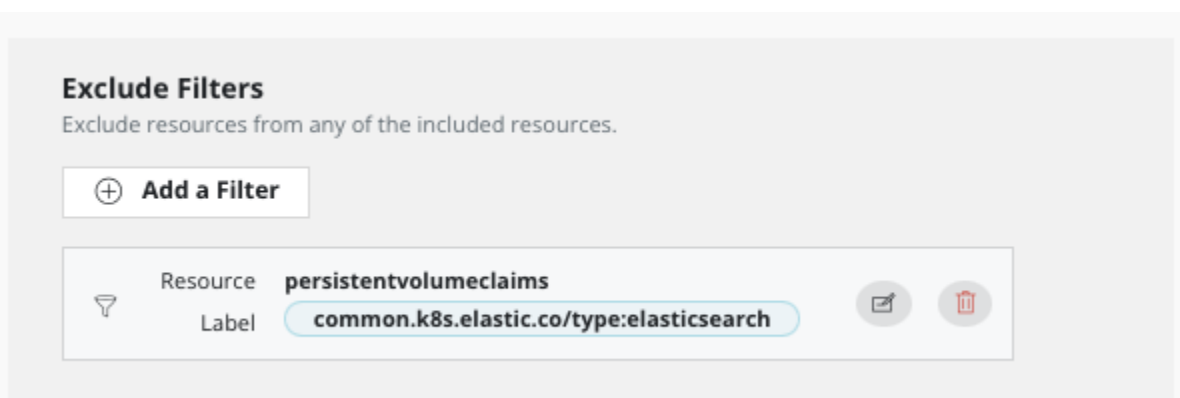 Exclude Filters
Exclude resources from any of the included resources.
Add a Filter
Resource persistentvolumeclaims
Label common.k8s.elastic.co/type:elasticsearch